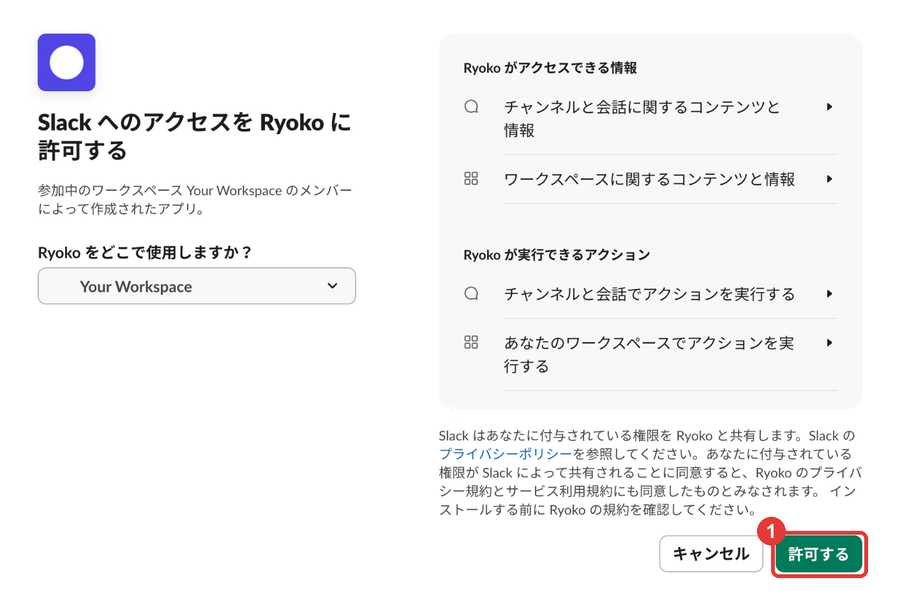 Slack へのアクセスを Ryoko に
許可する
参加中のワークスペース Your Workspace のメンバー
によって作成されたアプリ。
Ryoko をどこで使用しますか？
Your Workspace
Ryoko がアクセスできる情報
チャンネルと会話に関するコンテンツと
情報
ワークスペースに関するコンテンツと情報
Ryoko が実行できるアクション
チャンネルと会話でアクションを実行する
あなたのワークスペースでアクションを実
行する
Slack はあなたに付与されている権限を Ryoko と共有します。Slack の
プライバシーポリシーを参照してください。あなたに付与されている
権限が Slack によって共有されることに同意すると、Ryoko のプライバ
シー規約とサービス利用規約にも同意したものとみなされます。 イン
ストールする前に Ryoko の規約を確認してください。
1
キャンセル
許可する